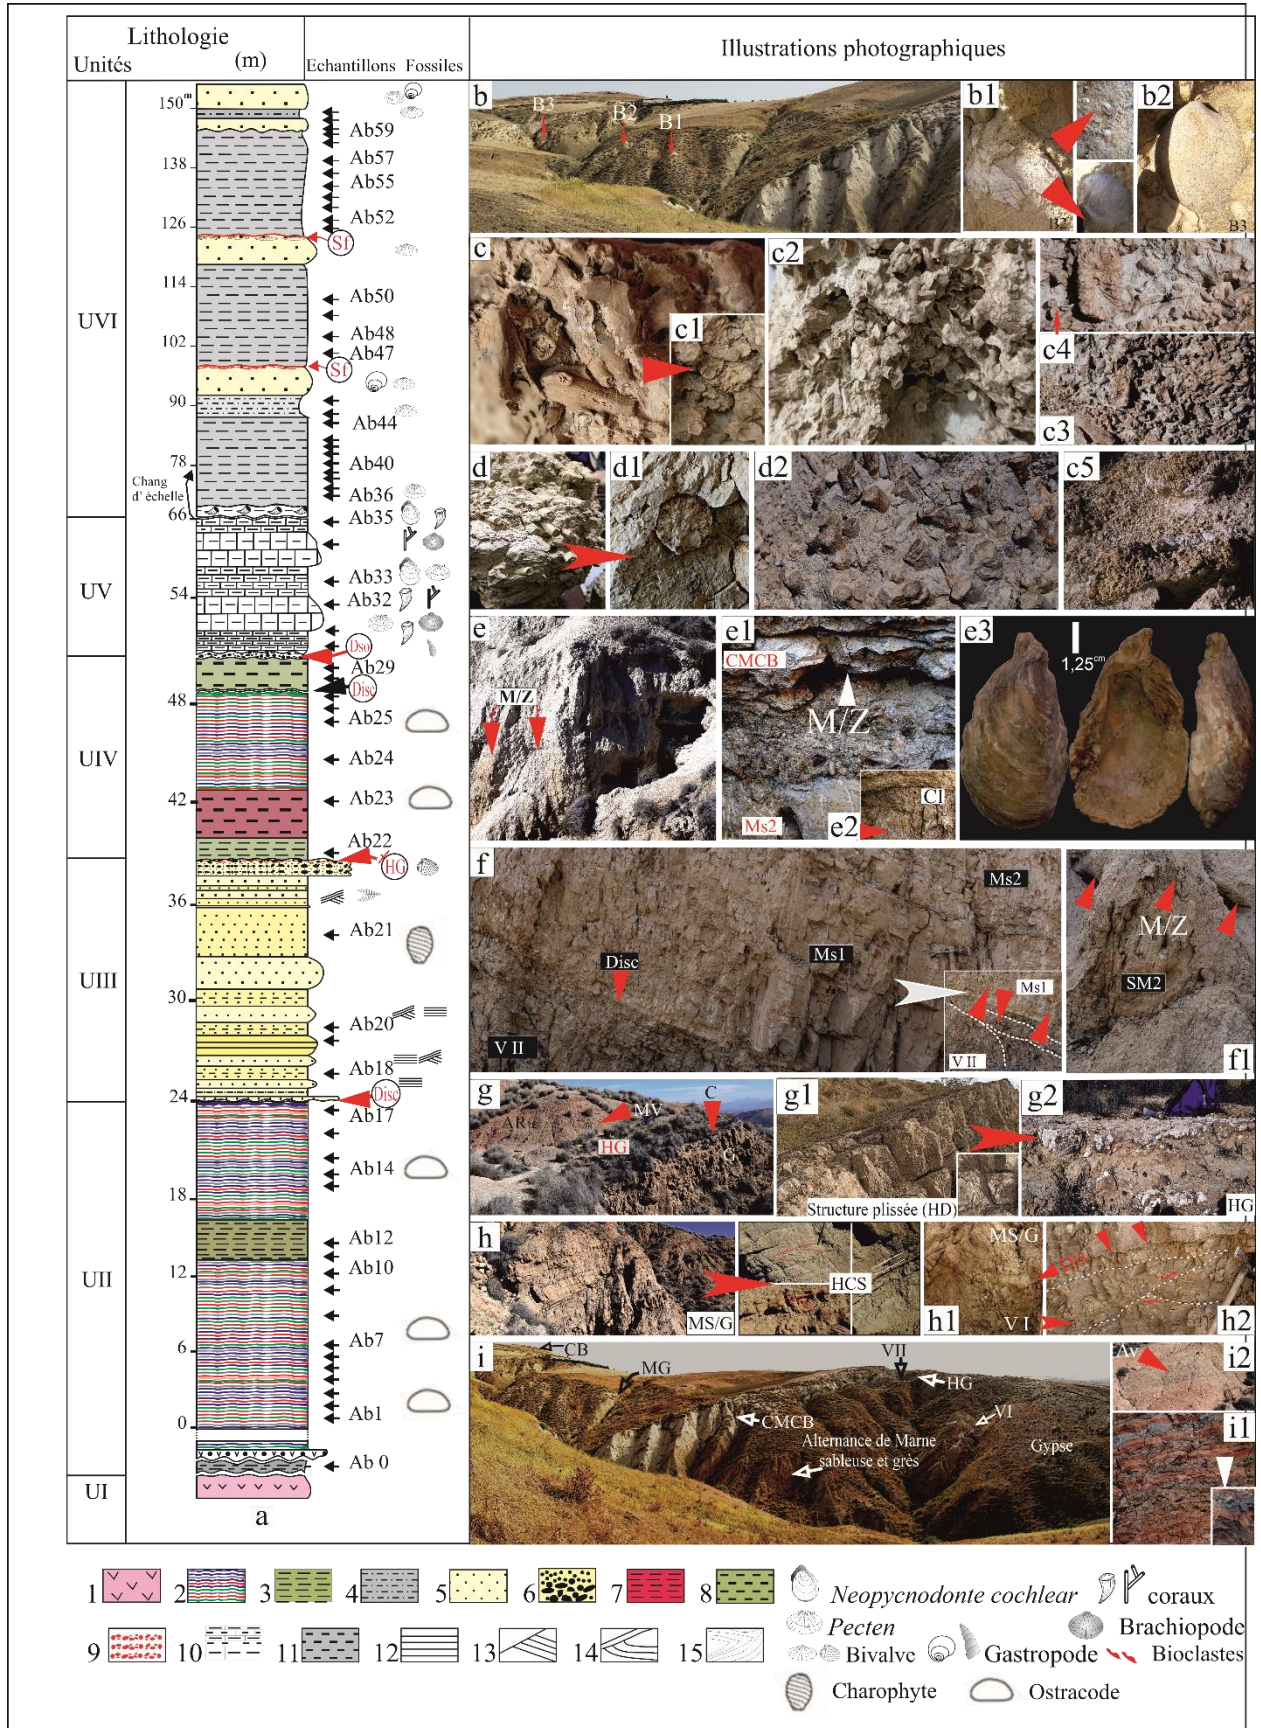 Lithologie
Unités (m) Echantillons Fossiles
Illustrations photographiques
150m
Ab59
138
Ab57
Ab55
126
Ab52
Sf
114
Ab50
UVI
Ab48
102
Ab47
Sf
90
Ab44
78
Ab40
Chang
d' échelle
Ab36
66
Ab35
UV
Ab33
54
Ab32
Dso
Ab29
Disc
48
Ab25
UIV
Ab24
42
Ab23
Ab22
HG
36
Ab21
UIII
30
Ab20
Ab18
Disc
24
Ab17
Ab14
18
Ab12
UII
12
Ab10
6
Ab7
0
Ab1
Ab 0
UI
a
b
B3
B2
B1
b1
B2
b2
B3
c
c1
c2
c4
c3
d
d1
d2
c5
e
M/Z
e1
CMCB
M/Z
Ms2
CI
e2
e3
1,25cm
f
Ms2
Disc
Ms1
V II
Ms1
V II
M/Z
SM2
f1
g
C
MV
AR
HG
G
g1
Structure plissée (HD)
g2
HG
h
MS/G
HCS
MS/G
h1
V I
h2
i
CB
MG
VII
HG
CMCB
VI
Alternance de Marne
sableuse et grès
Gypse
Av
i2
i1
1 2 3 4 5 6 7 8
9 10 11 12 13 14 15
Neopycnodonte cochlear coraux
Pecten Brachiopode
Bivalve Gastropode Bioclastes
Charophyte Ostracode